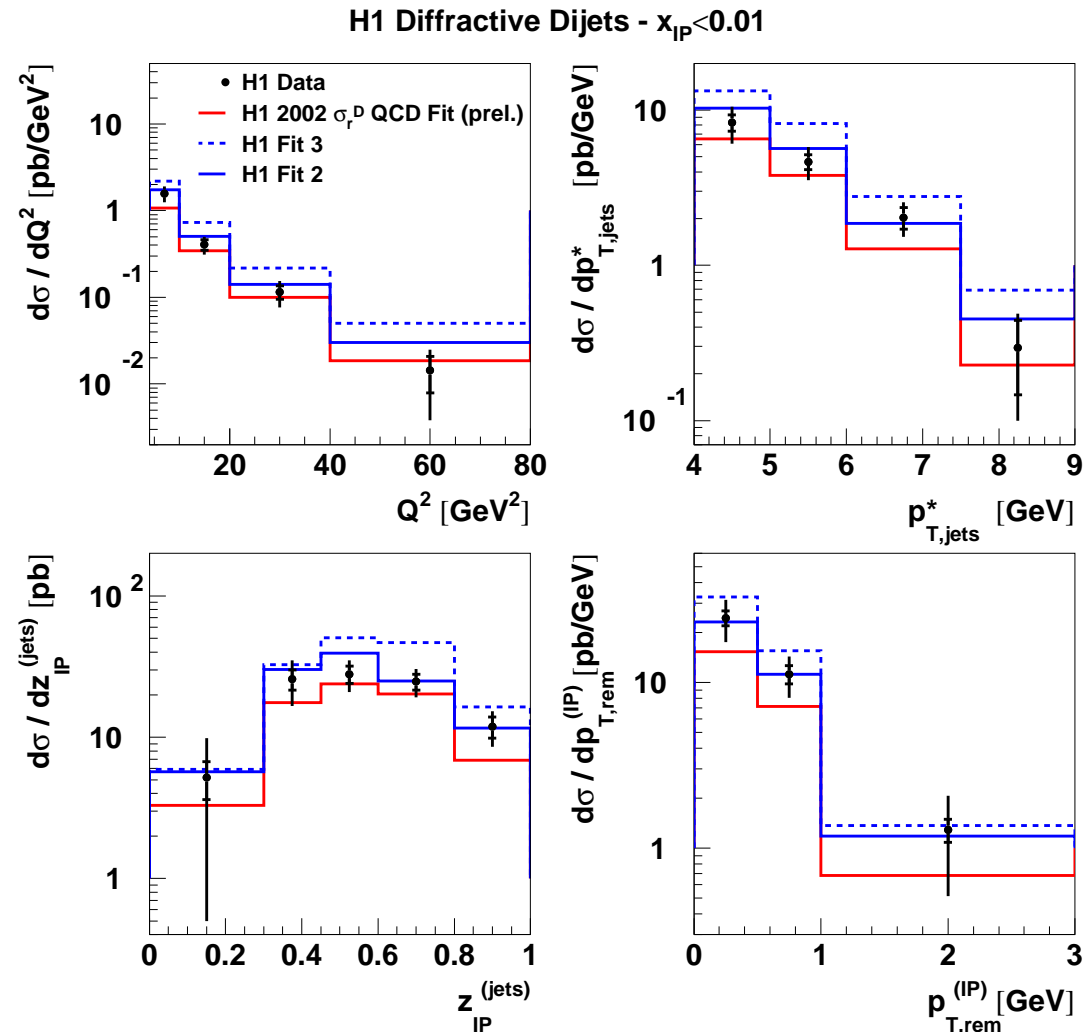 H1 Diffractive Dijets - x_IP<0.01
dσ / dQ² [pb/GeV²]
10
1
10⁻¹
10⁻²
H1 Data
H1 2002 σ_r^D QCD Fit (prel.)
H1 Fit 3
H1 Fit 2
20 40 60 80
Q² [GeV²]
dσ / dp*_T,jets [pb/GeV]
10
1
10⁻¹
4 5 6 7 8 9
p*_T,jets [GeV]
dσ / dz_IP^(jets) [pb]
10²
10
1
0 0.2 0.4 0.6 0.8 1
z_IP^(jets)
dσ / dp_T,rem^(IP) [pb/GeV]
10
1
0 1 2 3
p_T,rem^(IP) [GeV]